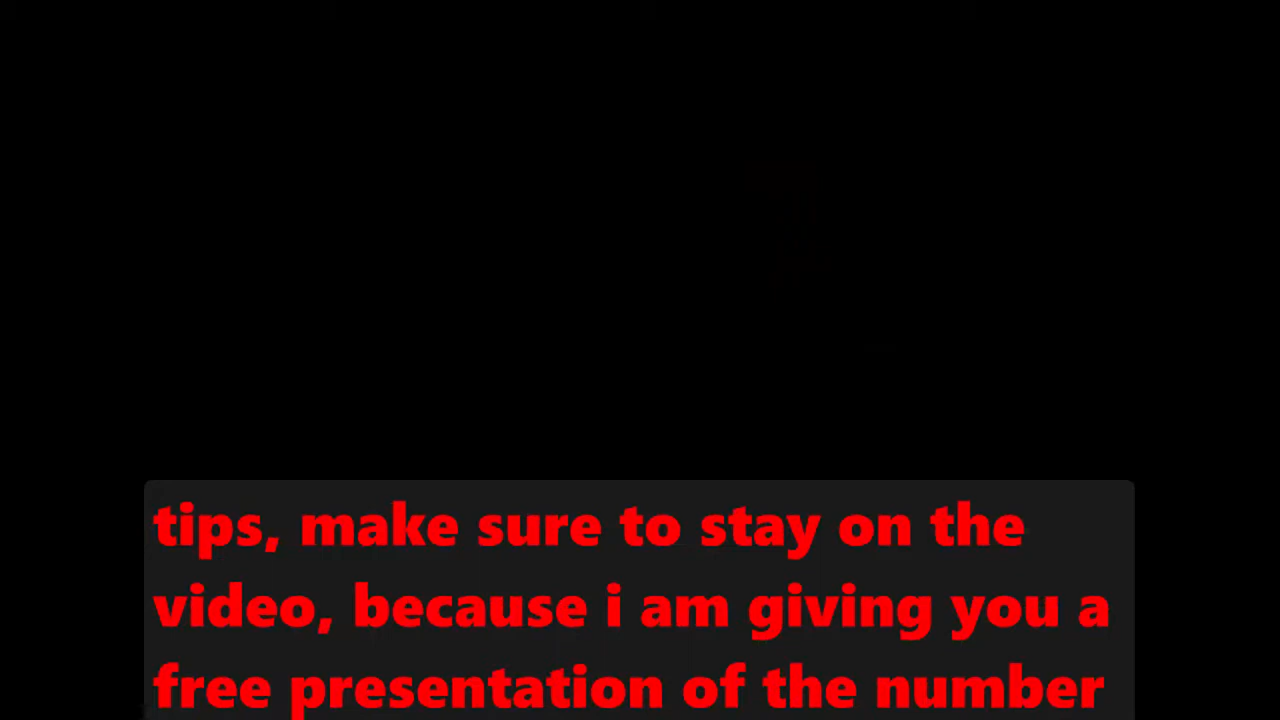 tips, make sure to stay on the
video, because i am giving you a
free presentation of the number